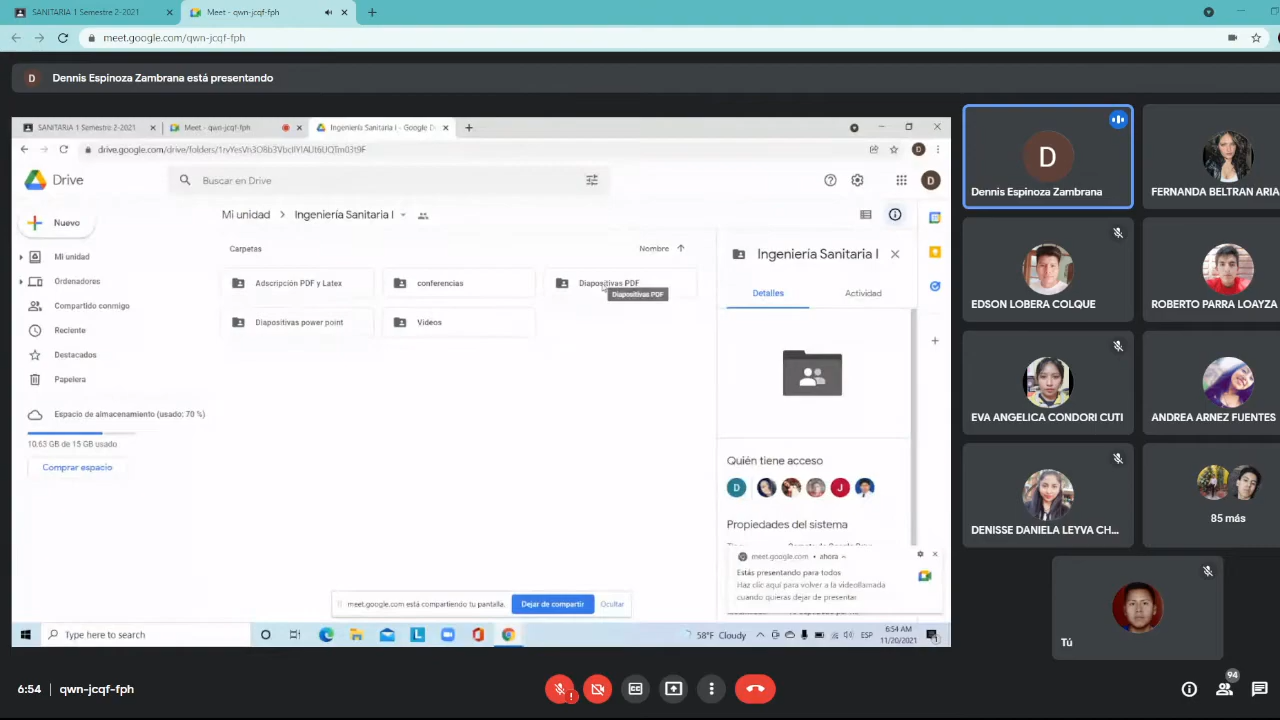 SANITARIA 1 Semestre 2-2021
Meet - qwn-jcqf-fph
meet.google.com/qwn-jcqf-fph
D Dennis Espinoza Zambrana está presentando
SANITARIA 1 Semestre 2-2021
Meet - qwn-jcqf-fph
Ingeniería Sanitaria I - Google D
Drive
Buscar en Drive
D
Nuevo
Mi unidad
Ordenadores
Compartido conmigo
Reciente
Destacados
Papelera
Espacio de almacenamiento (usado: 70 %)
10,63 GB de 15 GB usado
Comprar espacio
Mi unidad > Ingeniería Sanitaria I
Carpetas
Nombre
Adscripción PDF y Latex
conferencias
Diapositivas PDF
Diapositivas PDF
Diapositivas power point
Videos
Ingeniería Sanitaria I
Detalles
Actividad
Quién tiene acceso
D
J
Propiedades del sistema
meet.google.com • ahora
Estás presentando para todos
Haz clic aquí para volver a la videollamada
cuando quieras dejar de presentar
meet.google.com está compartiendo tu pantalla.
Dejar de compartir
Ocultar
Type here to search
58°F Cloudy
ESP
6:54 AM
11/20/2021
D
Dennis Espinoza Zambrana
FERNANDA BELTRAN ARIA
EDSON LOBERA COLQUE
ROBERTO PARRA LOAYZA
EVA ANGELICA CONDORI CUTI
ANDREA ARNEZ FUENTES
DENISSE DANIELA LEYVA CH...
85 más
Tú
6:54 | qwn-jcqf-fph
94